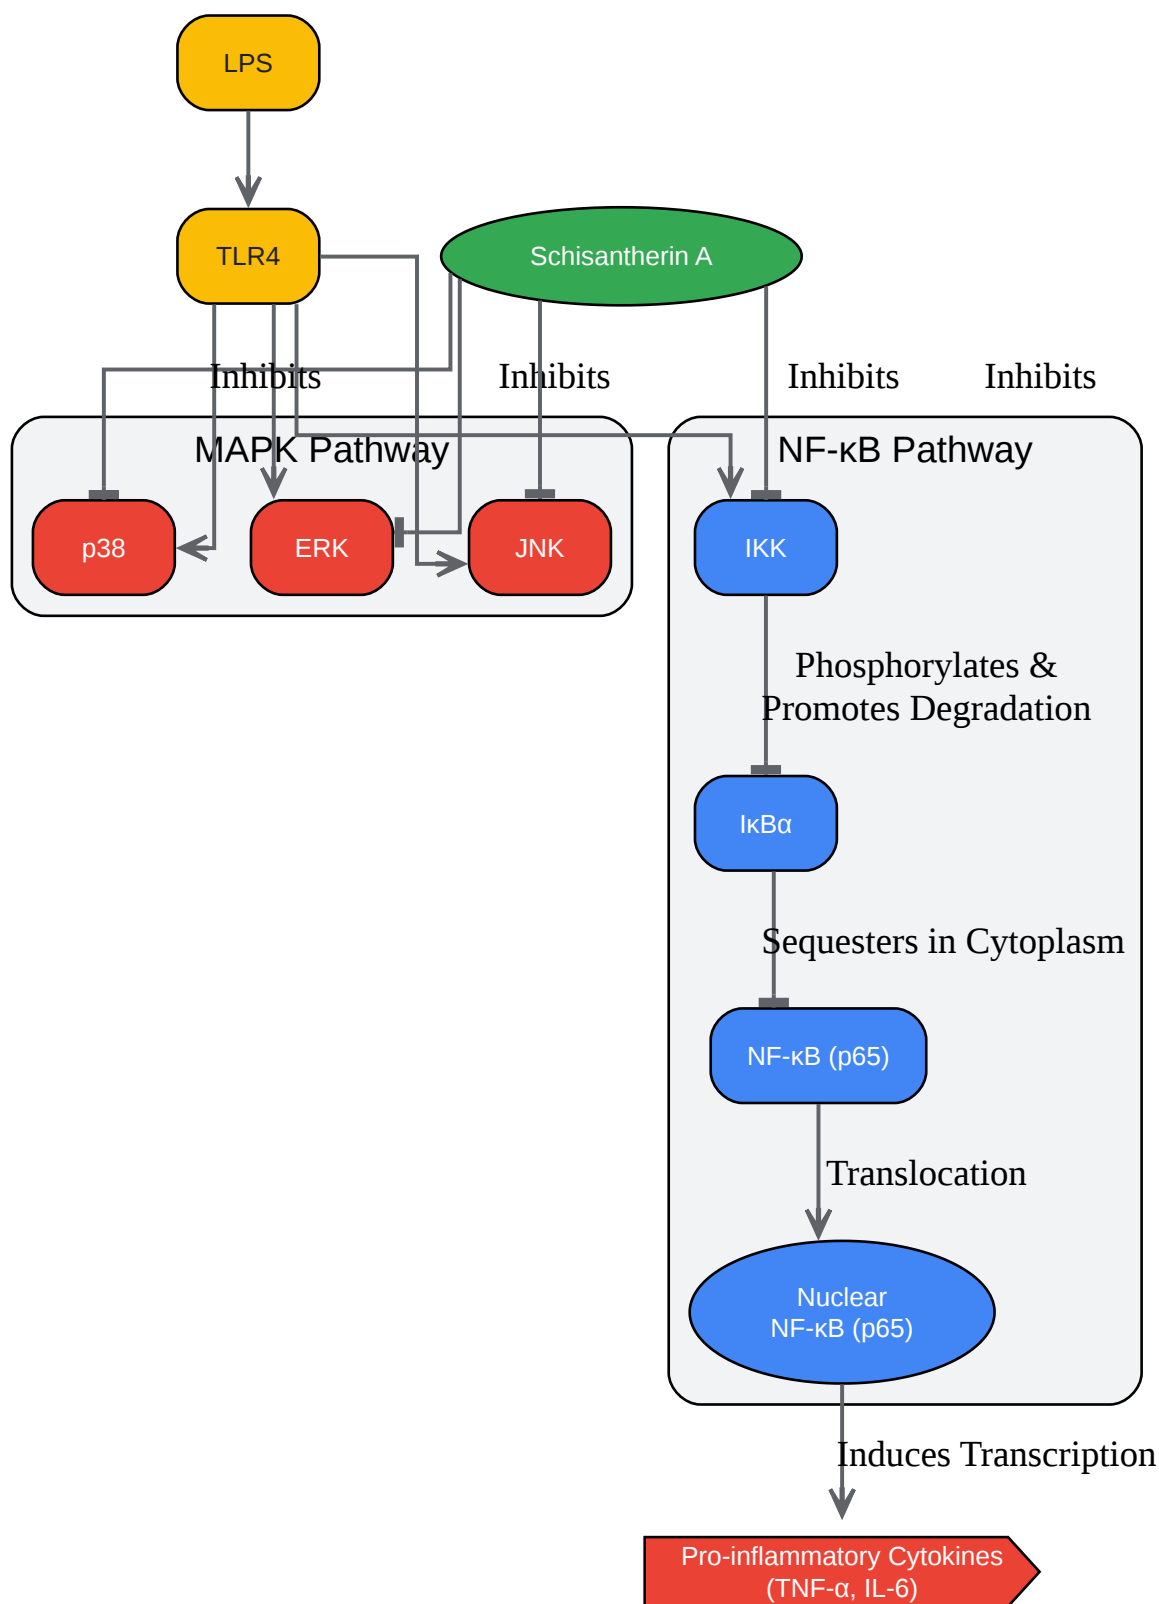 LPS
TLR4
Schisantherin A
Inhibits
Inhibits
Inhibits
Inhibits
MAPK Pathway
NF-κB Pathway
p38
ERK
JNK
IKK
Phosphorylates &
Promotes Degradation
IκBα
Sequesters in Cytoplasm
NF-κB (p65)
Translocation
Nuclear
NF-κB (p65)
Induces Transcription
Pro-inflammatory Cytokines
(TNF-α, IL-6)